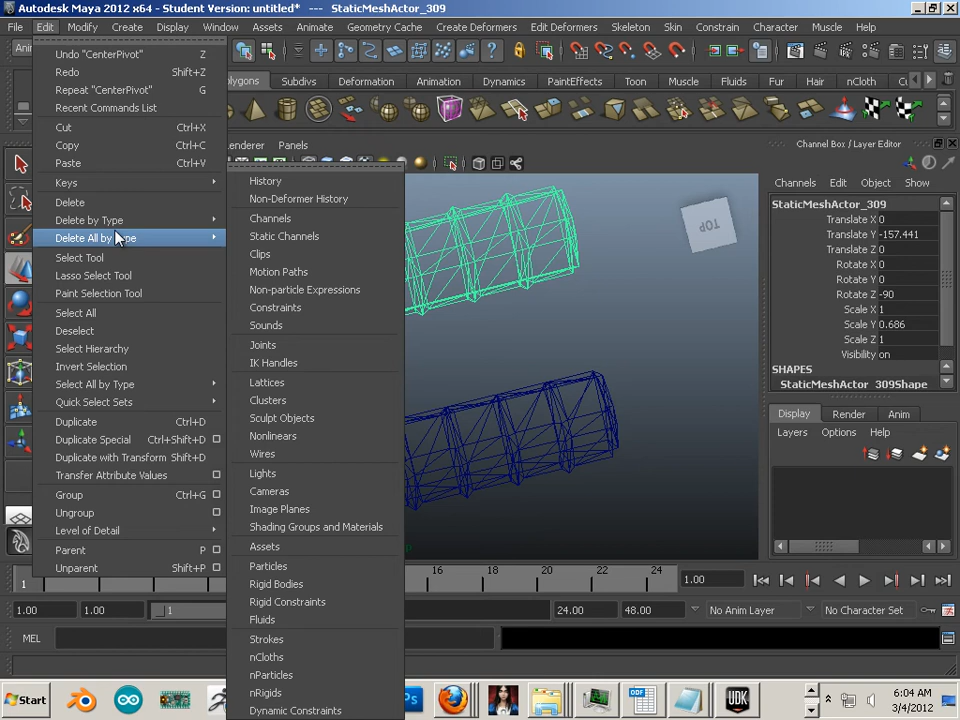 Autodesk Maya 2012 x64 - Student Version: untitled* --- StaticMeshActor_309
File Edit Modify Create Display Window Assets Animate Geometry Cache Create Deformers Edit Deformers Skeleton Skin Constrain Character Muscle Help
olygons Subdivs Deformation Animation Dynamics PaintEffects Toon Muscle Fluids Fur Hair nCloth
Undo "CenterPivot" Z
Redo Shift+Z
Repeat "CenterPivot" G
Recent Commands List
Cut Ctrl+X
Copy Ctrl+C
Paste Ctrl+V
Keys
Delete
Delete by Type
Delete All by Type
Select Tool
Lasso Select Tool
Paint Selection Tool
Select All
Deselect
Select Hierarchy
Invert Selection
Select All by Type
Quick Select Sets
Duplicate Ctrl+D
Duplicate Special Ctrl+Shift+D
Duplicate with Transform Shift+D
Transfer Attribute Values
Group Ctrl+G
Ungroup
Level of Detail
Parent P
Unparent Shift+P
enderer Panels
History
Non-Deformer History
Channels
Static Channels
Clips
Motion Paths
Non-particle Expressions
Constraints
Sounds
Joints
IK Handles
Lattices
Clusters
Sculpt Objects
Nonlinears
Wires
Lights
Cameras
Image Planes
Shading Groups and Materials
Assets
Particles
Rigid Bodies
Rigid Constraints
Fluids
Strokes
nCloths
nParticles
nRigids
Dynamic Constraints
TOP
Channel Box / Layer Editor
Channels Edit Object Show
StaticMeshActor_309
Translate X 0
Translate Y -157.441
Translate Z 0
Rotate X 0
Rotate Y 0
Rotate Z -90
Scale X 1
Scale Y 0.686
Scale Z 1
Visibility on
SHAPES
StaticMeshActor_309Shape
Display Render Anim
Layers Options Help
1 16 18 20 22 24 1.00
1.00 1.00 1 24.00 48.00 No Anim Layer No Character Set
MEL
Start Ps ODF UDK 6:04 AM
3/4/2012